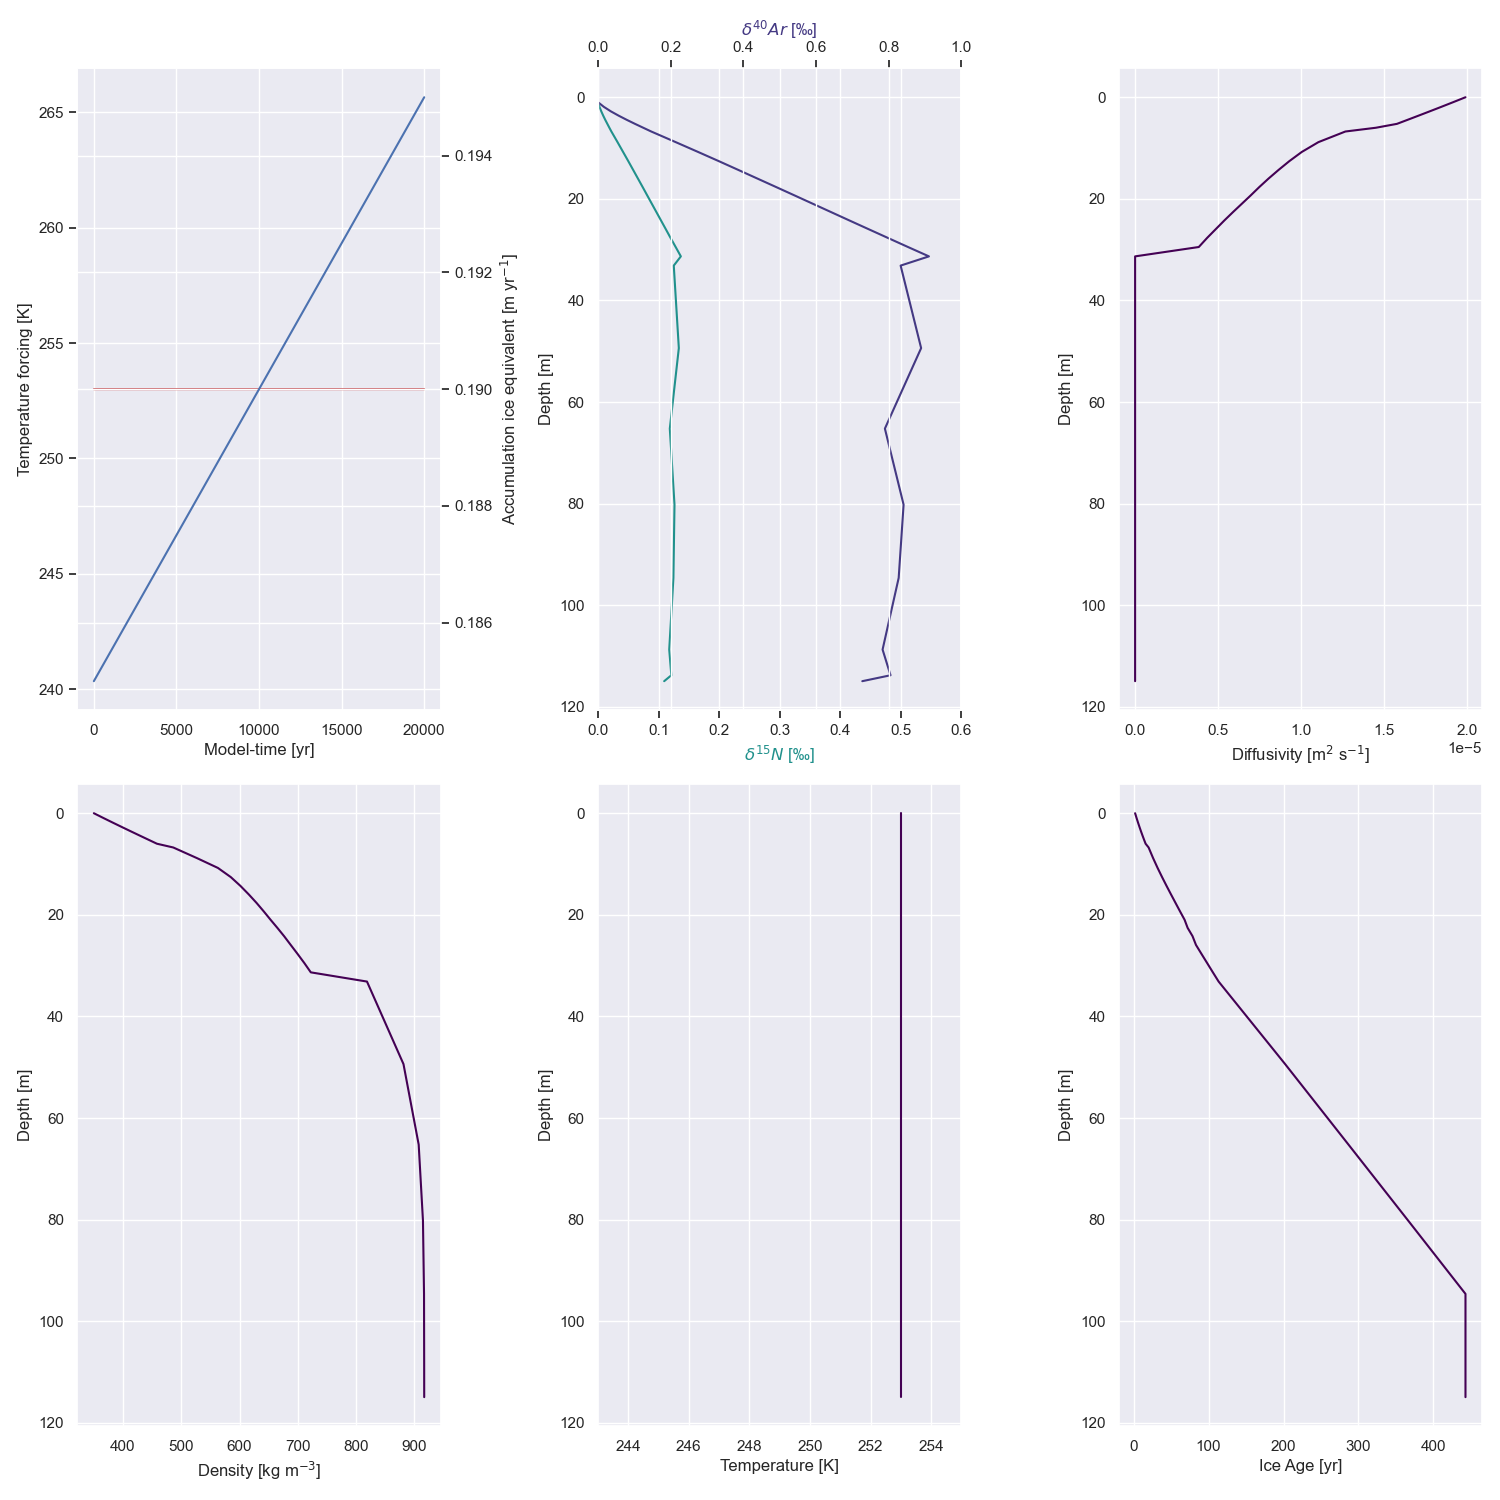 Temperature forcing [K]
265
260
255
250
245
240
0 5000 10000 15000 20000
Model-time [yr]
0.194
0.192
0.190
0.188
0.186
Accumulation ice equivalent [m yr⁻¹]
δ⁴⁰Ar [‰]
0.0 0.2 0.4 0.6 0.8 1.0
Depth [m]
0
20
40
60
80
100
120
0.0 0.1 0.2 0.3 0.4 0.5 0.6
δ¹⁵N [‰]
Depth [m]
0
20
40
60
80
100
120
0.0 0.5 1.0 1.5 2.0
1e−5
Diffusivity [m² s⁻¹]
Depth [m]
0
20
40
60
80
100
120
400 500 600 700 800 900
Density [kg m⁻³]
Depth [m]
0
20
40
60
80
100
120
244 246 248 250 252 254
Temperature [K]
Depth [m]
0
20
40
60
80
100
120
0 100 200 300 400
Ice Age [yr]